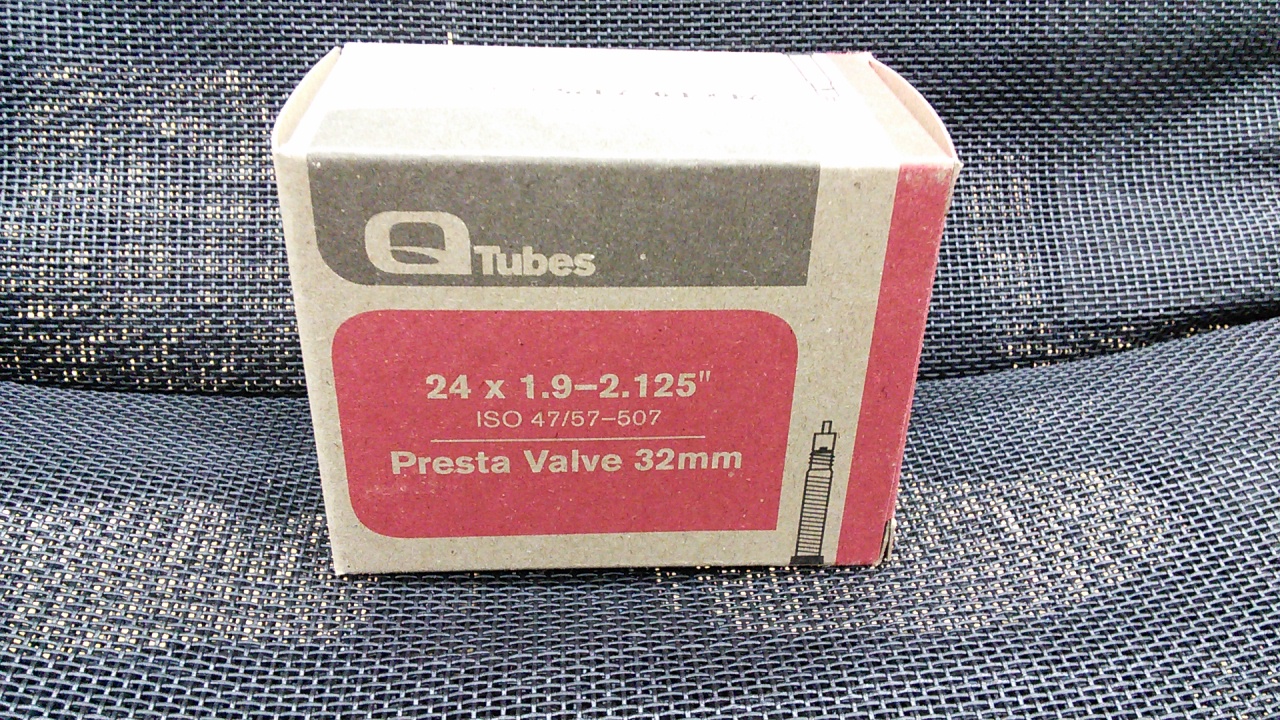 Q Tubes
24 x 1.9–2.125"
ISO 47/57–507
Presta Valve 32mm